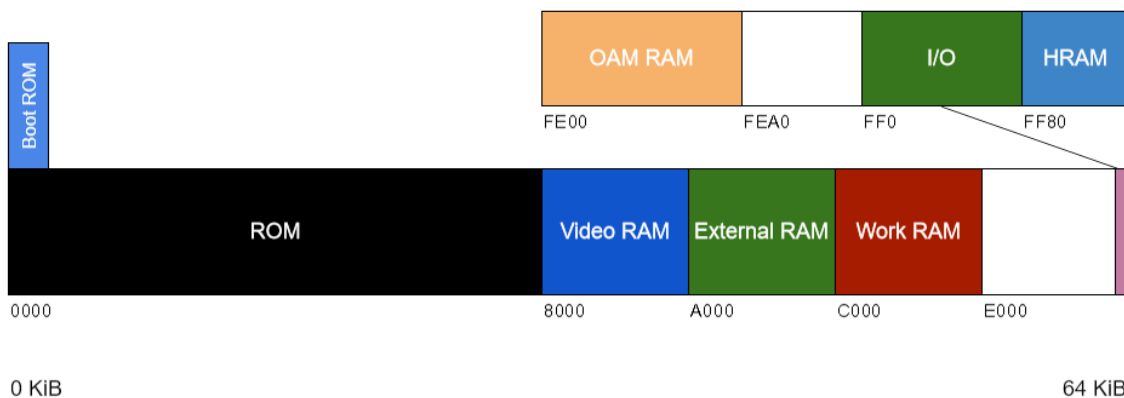 OAM RAM
I/O
HRAM
FE00
FEA0
FF0
FF80
Boot ROM
ROM
Video RAM
External RAM
Work RAM
0000
8000
A000
C000
E000
0 KiB
64 KiB